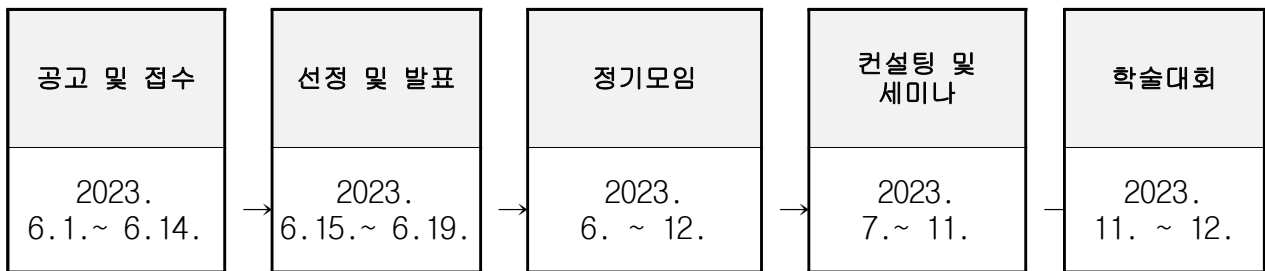 공고 및 접수
2023.
6.1.~ 6.14.
→
선정 및 발표
2023.
6.15.~ 6.19.
→
정기모임
2023.
6. ~ 12.
→
컨설팅 및
세미나
2023.
7.~ 11.
학술대회
2023.
11. ~ 12.